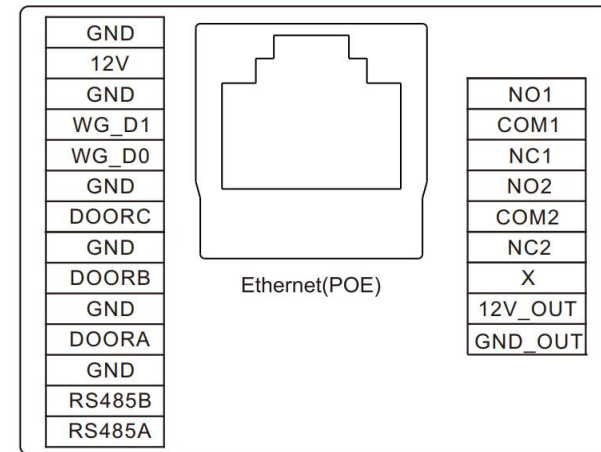 GND
12V
GND
WG_D1
WG_D0
GND
DOORC
GND
DOORB
GND
DOORA
GND
RS485B
RS485A
Ethernet(POE)
NO1
COM1
NC1
NO2
COM2
NC2
X
12V_OUT
GND_OUT